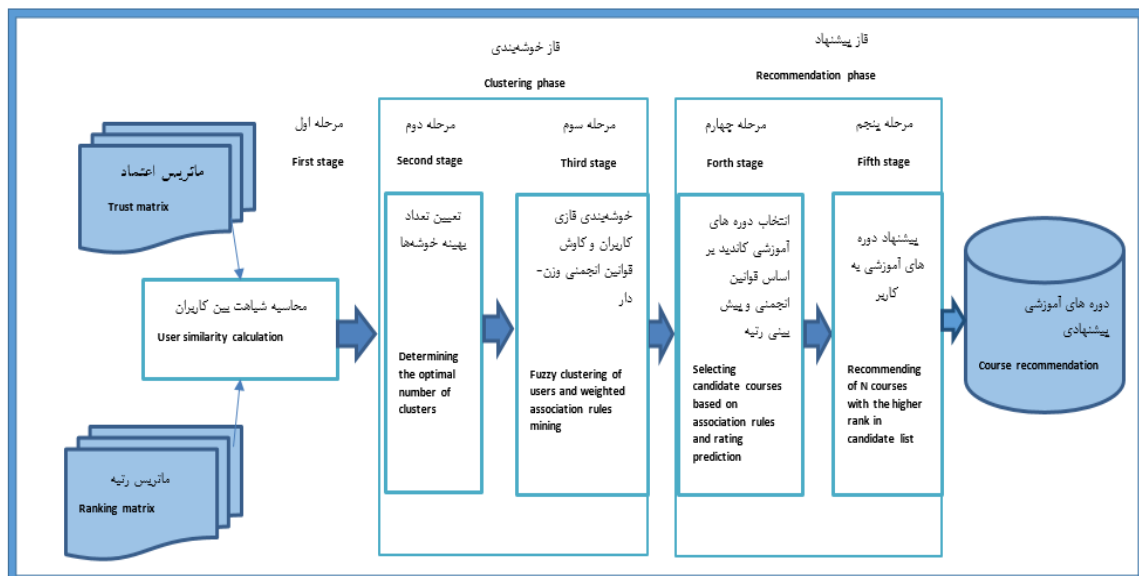 فاز خوشه‌بندی
Clustering phase
فاز پیشنهاد
Recommendation phase
مرحله اول
First stage
مرحله دوم
Second stage
مرحله سوم
Third stage
مرحله چهارم
Forth stage
مرحله پنجم
Fifth stage
ماتریس اعتماد
Trust matrix
محاسبه شباهت بین کاربران
User similarity calculation
ماتریس رتبه
Ranking matrix
تعیین تعداد
بهینه خوشه‌ها
Determining
the optimal
number of
clusters
خوشه‌بندی فازی
کاربران و کاوش
قوانین انجمنی وزن-
دار
Fuzzy clustering of
users and weighted
association rules
mining
انتخاب دوره های
آموزشی کاندید بر
اساس قوانین
انجمنی و پیش
بینی رتبه
Selecting
candidate courses
based on
association rules
and rating
prediction
پیشنهاد دوره
های آموزشی به
کاربر
Recommending
of N courses
with the higher
rank in
candidate list
دوره های آموزشی
پیشنهادی
Course recommendation